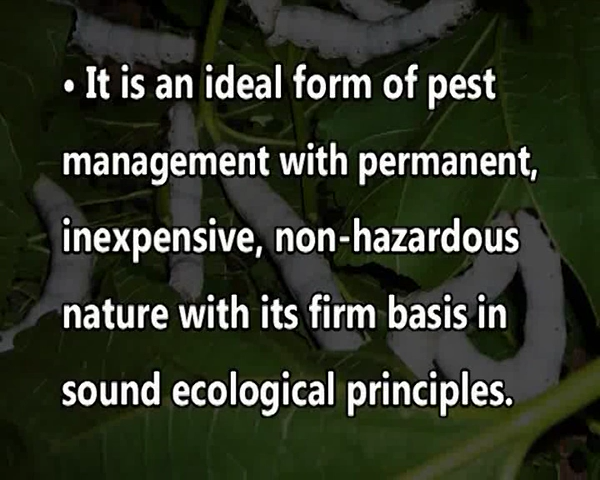 • It is an ideal form of pest
management with permanent,
inexpensive, non-hazardous
nature with its firm basis in
sound ecological principles.